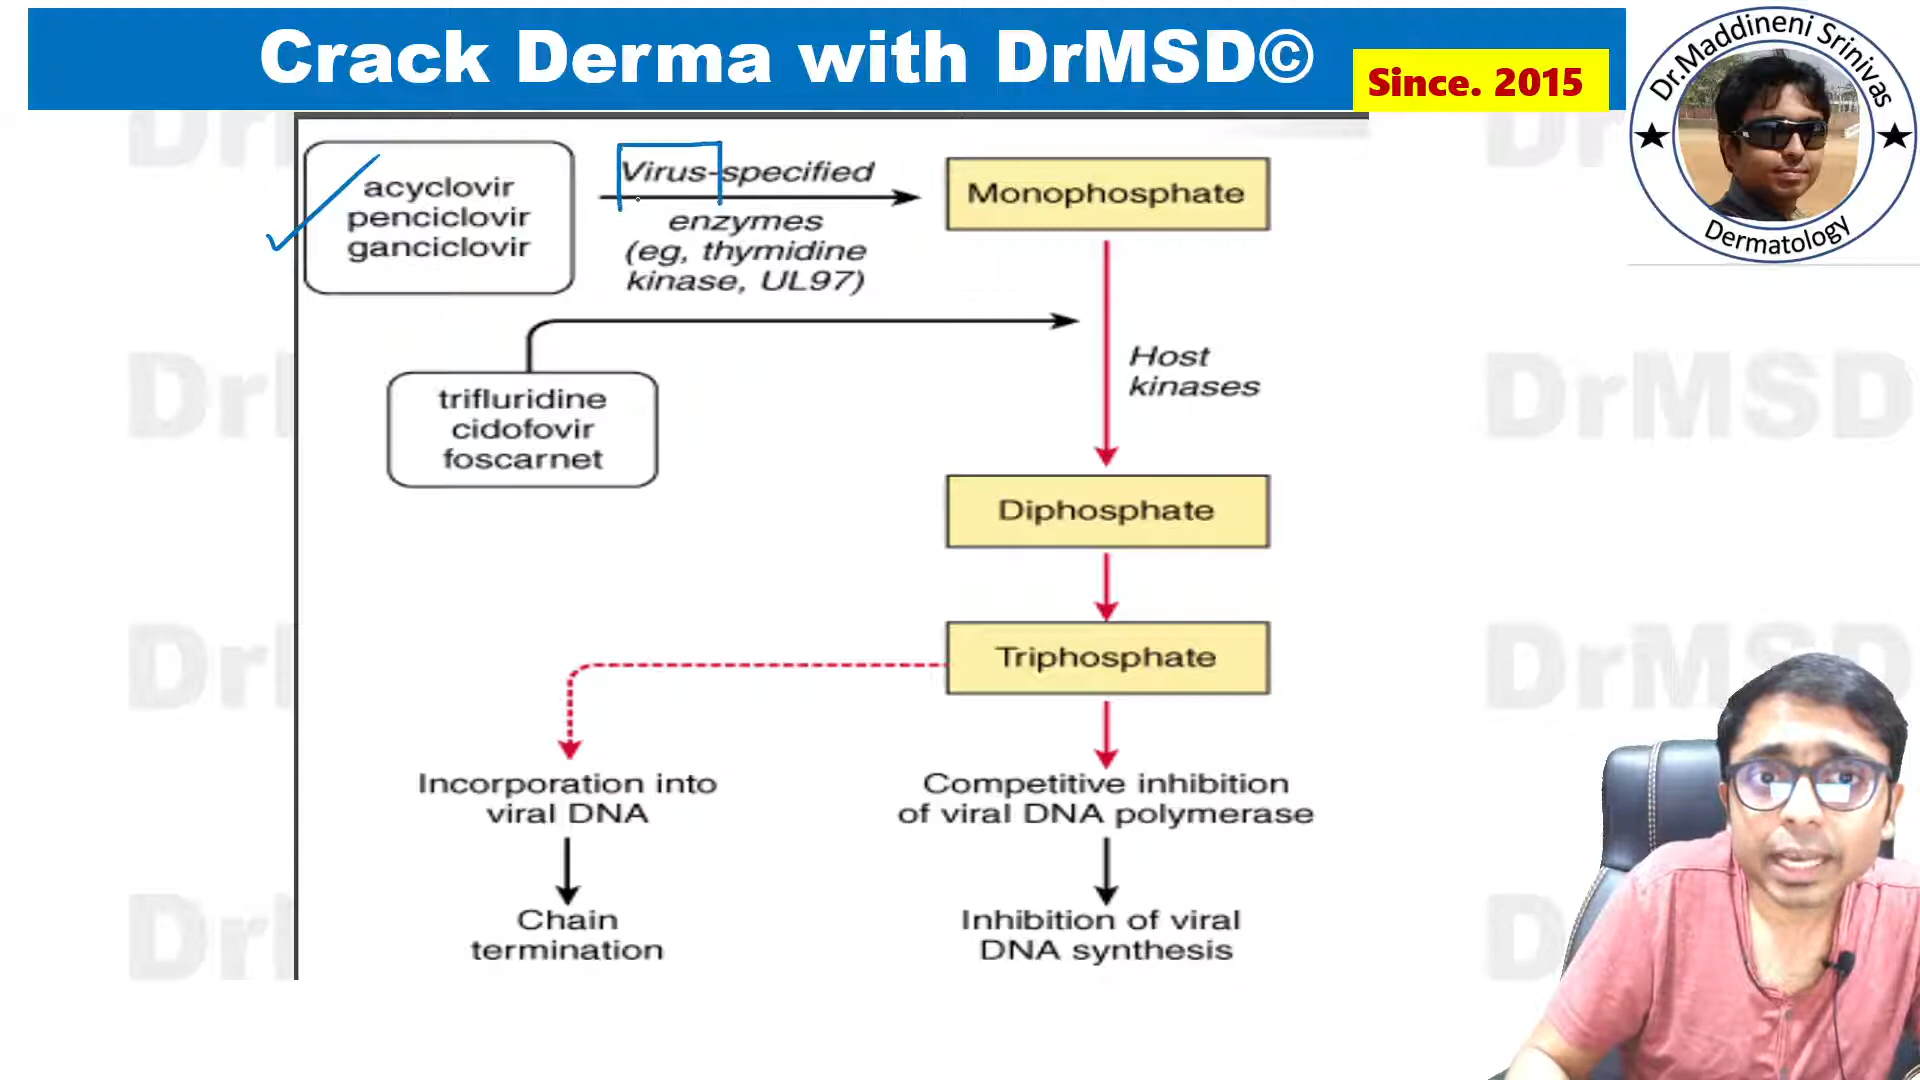 Crack Derma with DrMSD©
Since. 2015
Dr.Maddineni Srinivas
Dermatology
acyclovir
penciclovir
ganciclovir
Virus-specified
enzymes
(eg, thymidine
kinase, UL97)
Monophosphate
Host
kinases
trifluridine
cidofovir
foscarnet
Diphosphate
Triphosphate
Incorporation into
viral DNA
Competitive inhibition
of viral DNA polymerase
Chain
termination
Inhibition of viral
DNA synthesis
DrMSD